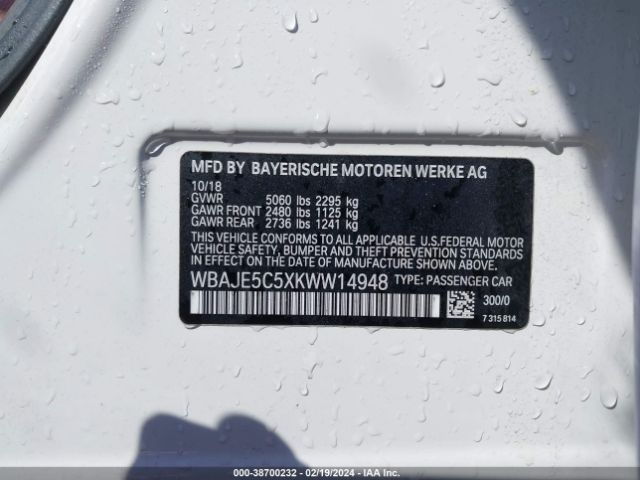 MFD BY BAYERISCHE MOTOREN WERKE AG
10/18
GVWR 5060 lbs 2295 kg
GAWR FRONT 2480 lbs 1125 kg
GAWR REAR 2736 lbs 1241 kg
THIS VEHICLE CONFORMS TO ALL APPLICABLE U.S.FEDERAL MOTOR
VEHICLE SAFETY, BUMPER AND THEFT PREVENTION STANDARDS
IN EFFECT ON THE DATE OF MANUFACTURE SHOWN ABOVE.
WBAJE5C5XKWW14948 TYPE: PASSENGER CAR
300/0
7 315 814
000-38700232 - 02/19/2024 - IAA Inc.